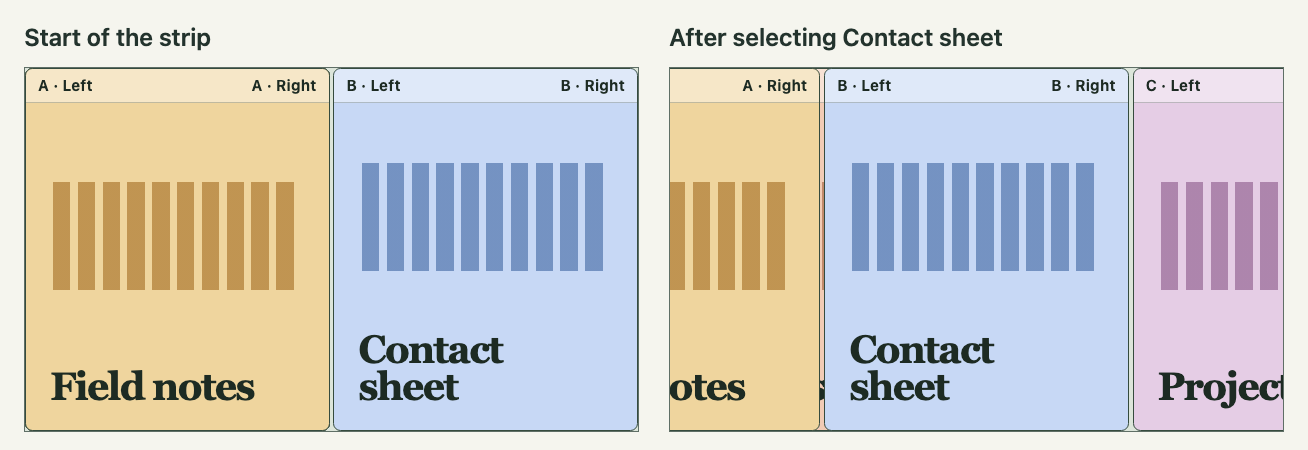 Start of the strip
A · Left A · Right
B · Left B · Right
Field notes
Contact
sheet
After selecting Contact sheet
A · Right
B · Left B · Right
C · Left
otes
Contact
sheet
Project